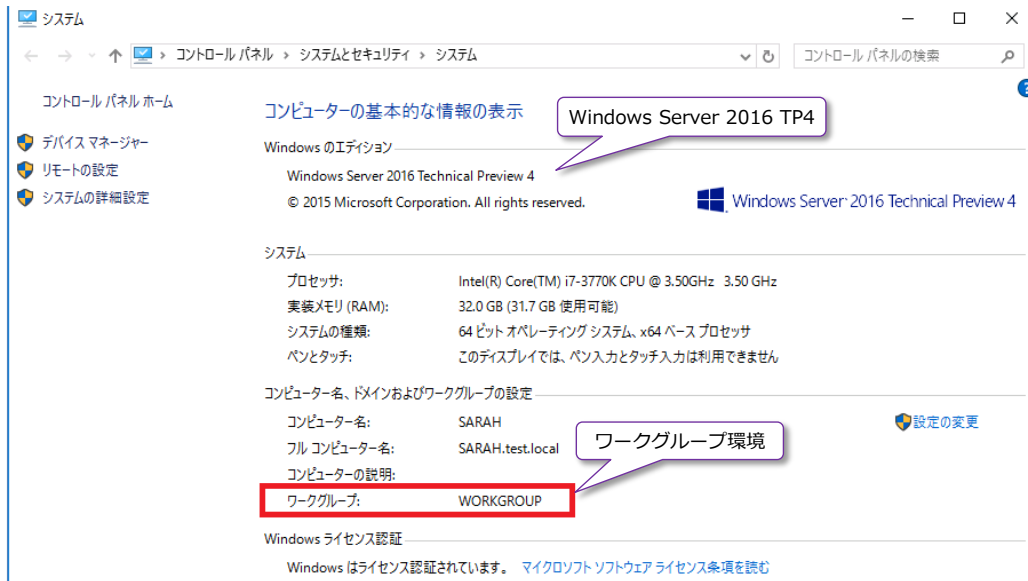 システム
コントロール パネル › システムとセキュリティ › システム
コントロール パネルの検索
コントロール パネル ホーム
デバイス マネージャー
リモートの設定
システムの詳細設定
コンピューターの基本的な情報の表示
Windows Server 2016 TP4
Windows のエディション
Windows Server 2016 Technical Preview 4
© 2015 Microsoft Corporation. All rights reserved.
Windows Server 2016 Technical Preview 4
システム
プロセッサ: Intel(R) Core(TM) i7-3770K CPU @ 3.50GHz 3.50 GHz
実装メモリ (RAM): 32.0 GB (31.7 GB 使用可能)
システムの種類: 64 ビット オペレーティング システム、x64 ベース プロセッサ
ペンとタッチ: このディスプレイでは、ペン入力とタッチ入力は利用できません
コンピューター名、ドメインおよびワークグループの設定
コンピューター名: SARAH
設定の変更
フル コンピューター名: SARAH.test.local
ワークグループ環境
コンピューターの説明:
ワークグループ: WORKGROUP
Windows ライセンス認証
Windows はライセンス認証されています。 マイクロソフト ソフトウェア ライセンス条項を読む